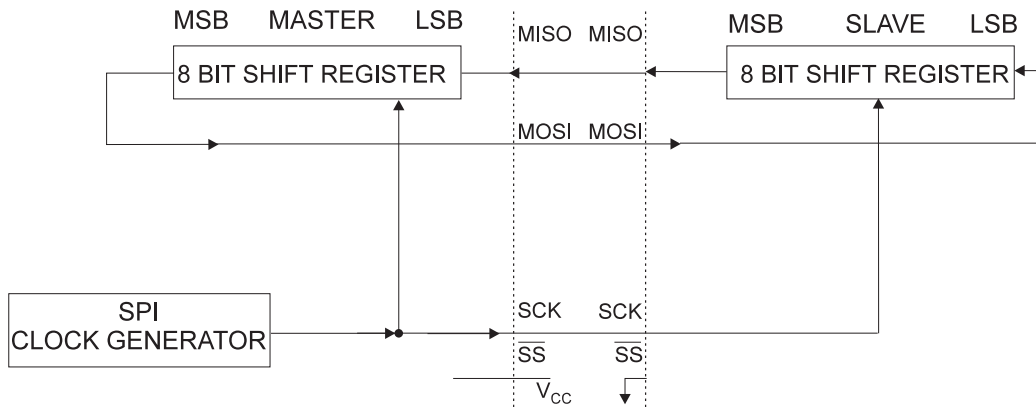 MSB MASTER LSB
MISO MISO
MSB SLAVE LSB
8 BIT SHIFT REGISTER
8 BIT SHIFT REGISTER
MOSI MOSI
SPI
CLOCK GENERATOR
SCK SCK
SS SS
VCC